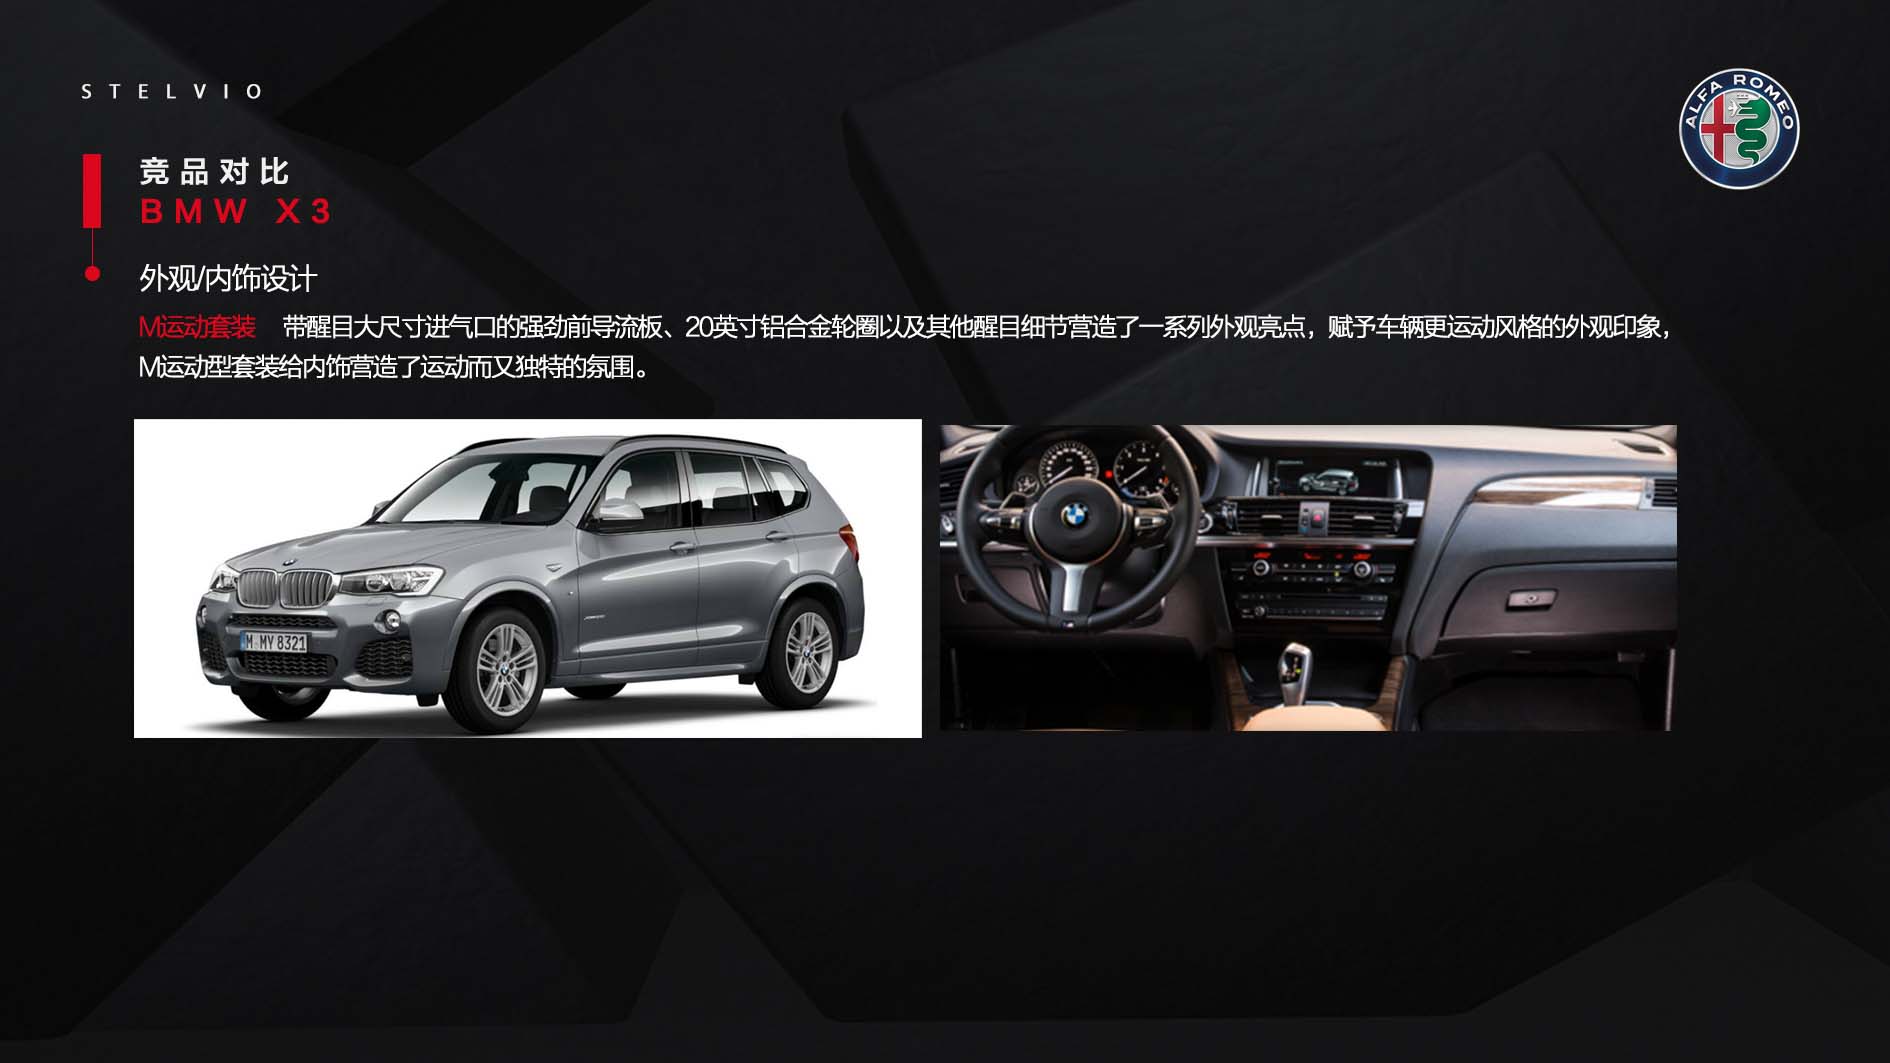 STELVIO
ALFA ROMEO
竞品对比
BMW X3
外观/内饰设计
M运动套装 带醒目大尺寸进气口的强劲前导流板、20英寸铝合金轮圈以及其他醒目细节营造了一系列外观亮点，赋予车辆更运动风格的外观印象，
M运动型套装给内饰营造了运动而又独特的氛围。
M MY 8321